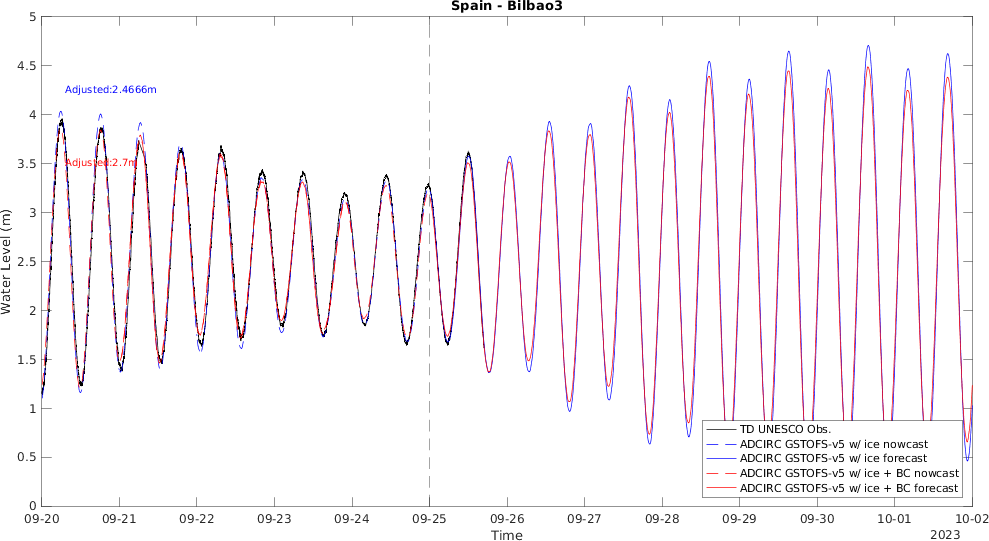 Spain - Bilbao3
5
4.5
4
3.5
3
2.5
2
1.5
1
0.5
0
Water Level (m)
Adjusted:2.4666m
Adjusted:2.7m
TD UNESCO Obs.
ADCIRC GSTOFS-v5 w/ ice nowcast
ADCIRC GSTOFS-v5 w/ ice forecast
ADCIRC GSTOFS-v5 w/ ice + BC nowcast
ADCIRC GSTOFS-v5 w/ ice + BC forecast
09-20 09-21 09-22 09-23 09-24 09-25 09-26 09-27 09-28 09-29 09-30 10-01 10-02
Time
2023